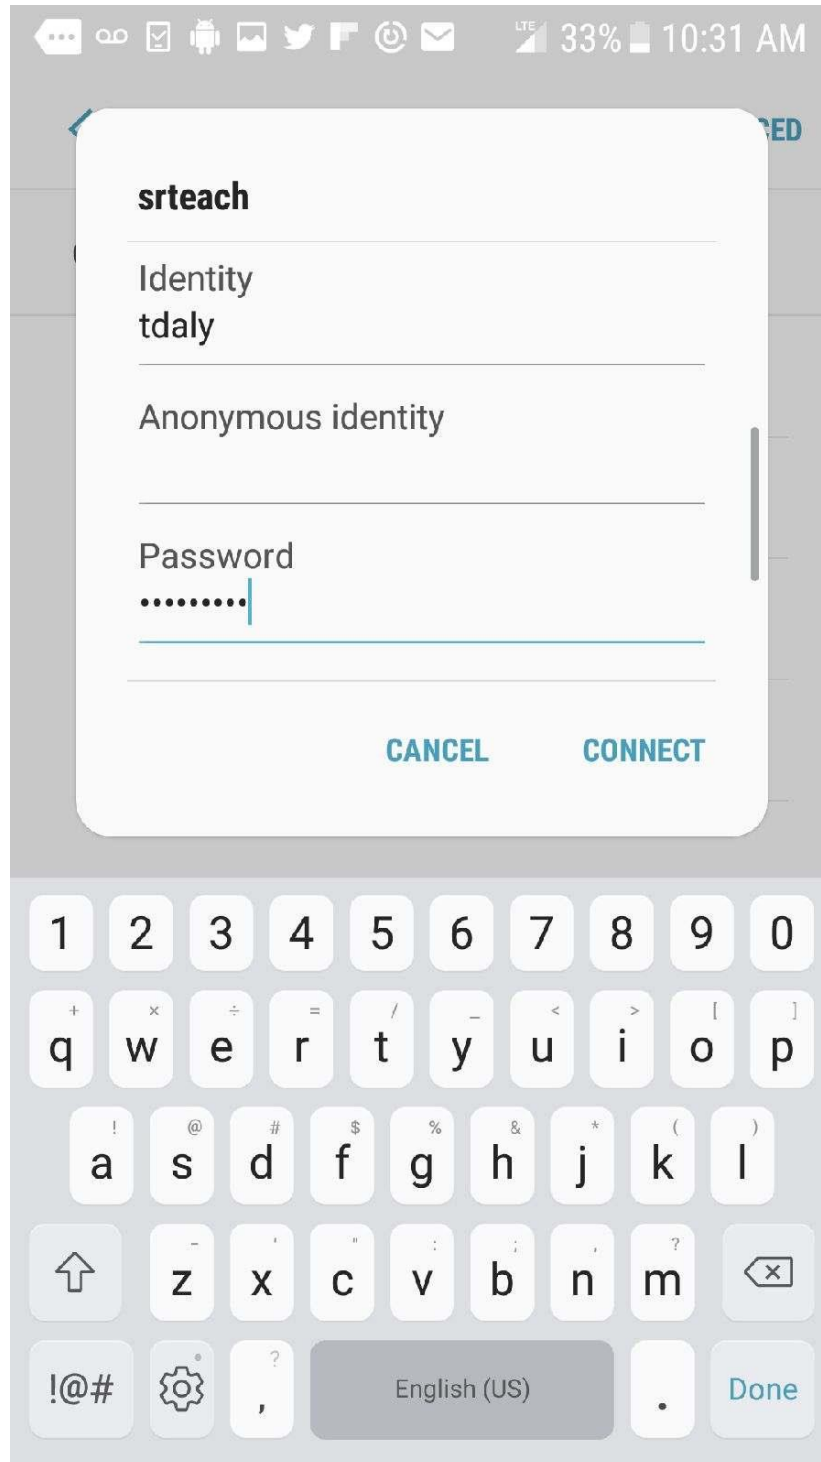 LTE 33% 10:31 AM
CED
srteach
Identity
tdaly
Anonymous identity
Password
•••••••••
CANCEL CONNECT
1 2 3 4 5 6 7 8 9 0
+ × ÷ = / _ < > [ ]
q w e r t y u i o p
! @ # $ % & * ( )
a s d f g h j k l
- ' " : ; , ?
z x c v b n m
!@# ? , English (US) . Done